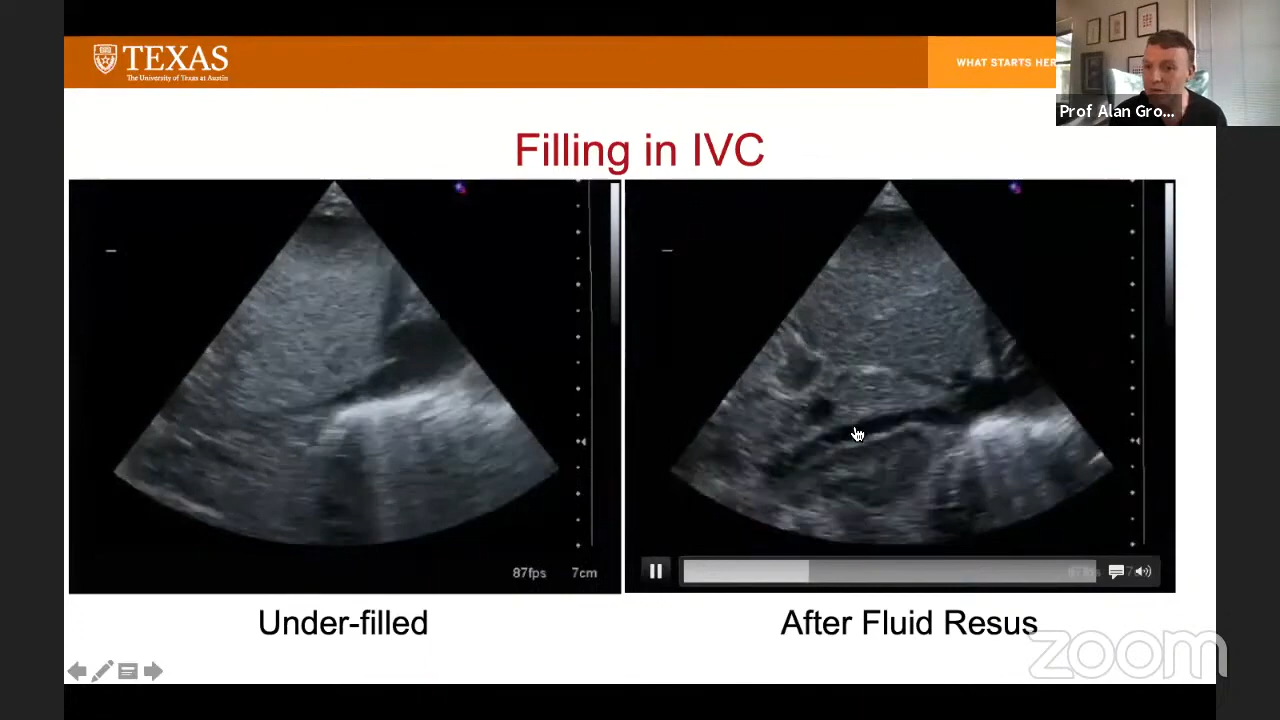 TEXAS
The University of Texas at Austin
WHAT STARTS HER
Prof Alan Gro...
Filling in IVC
87fps 7cm
Under-filled
After Fluid Resus
zoom